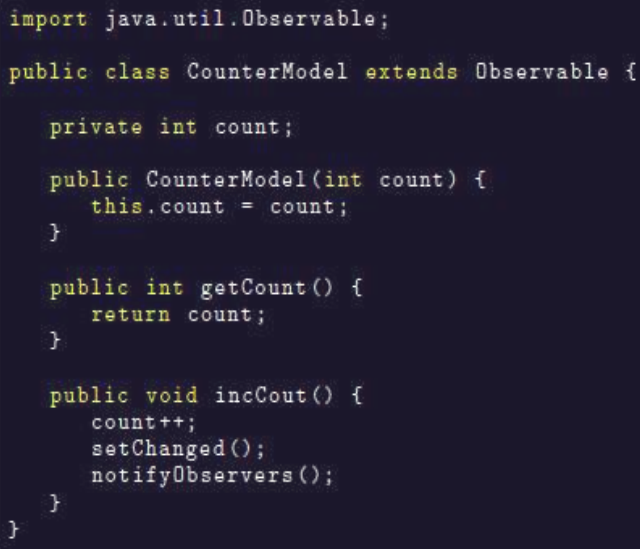 import java.util.Observable;
public class CounterModel extends Observable {
private int count;
public CounterModel(int count) {
this.count = count;
}
public int getCount() {
return count;
}
public void incCout() {
count++;
setChanged();
notifyObservers();
}
}